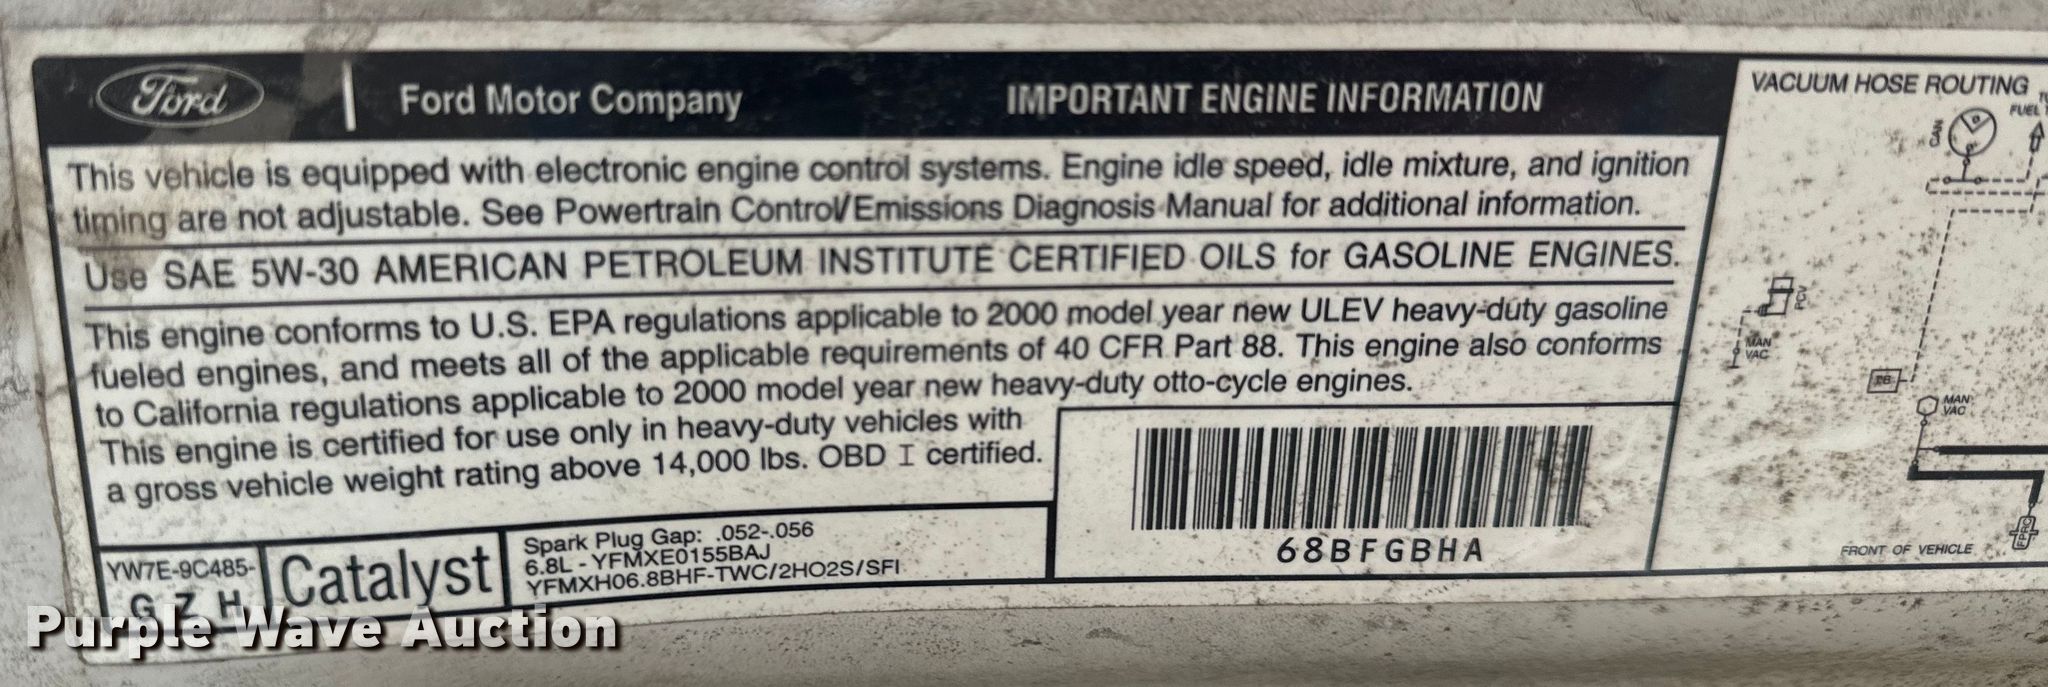 Ford
Ford Motor Company
IMPORTANT ENGINE INFORMATION
This vehicle is equipped with electronic engine control systems. Engine idle speed, idle mixture, and ignition
timing are not adjustable. See Powertrain Control/Emissions Diagnosis Manual for additional information.
Use SAE 5W-30 AMERICAN PETROLEUM INSTITUTE CERTIFIED OILS for GASOLINE ENGINES.
This engine conforms to U.S. EPA regulations applicable to 2000 model year new ULEV heavy-duty gasoline
fueled engines, and meets all of the applicable requirements of 40 CFR Part 88. This engine also conforms
to California regulations applicable to 2000 model year new heavy-duty otto-cycle engines.
This engine is certified for use only in heavy-duty vehicles with
a gross vehicle weight rating above 14,000 lbs. OBD I certified.
YW7E-9C485-
G Z H
Catalyst
Spark Plug Gap: .052-.056
6.8L - YFMXE0155BAJ
YFMXH06.8BHF-TWC/2HO2S/SFI
68BFGBHA
VACUUM HOSE ROUTING
FUEL
CAN
PCV
MAN
VAC
MAN
VAC
FPRC
FRONT OF VEHICLE
Purple Wave Auction